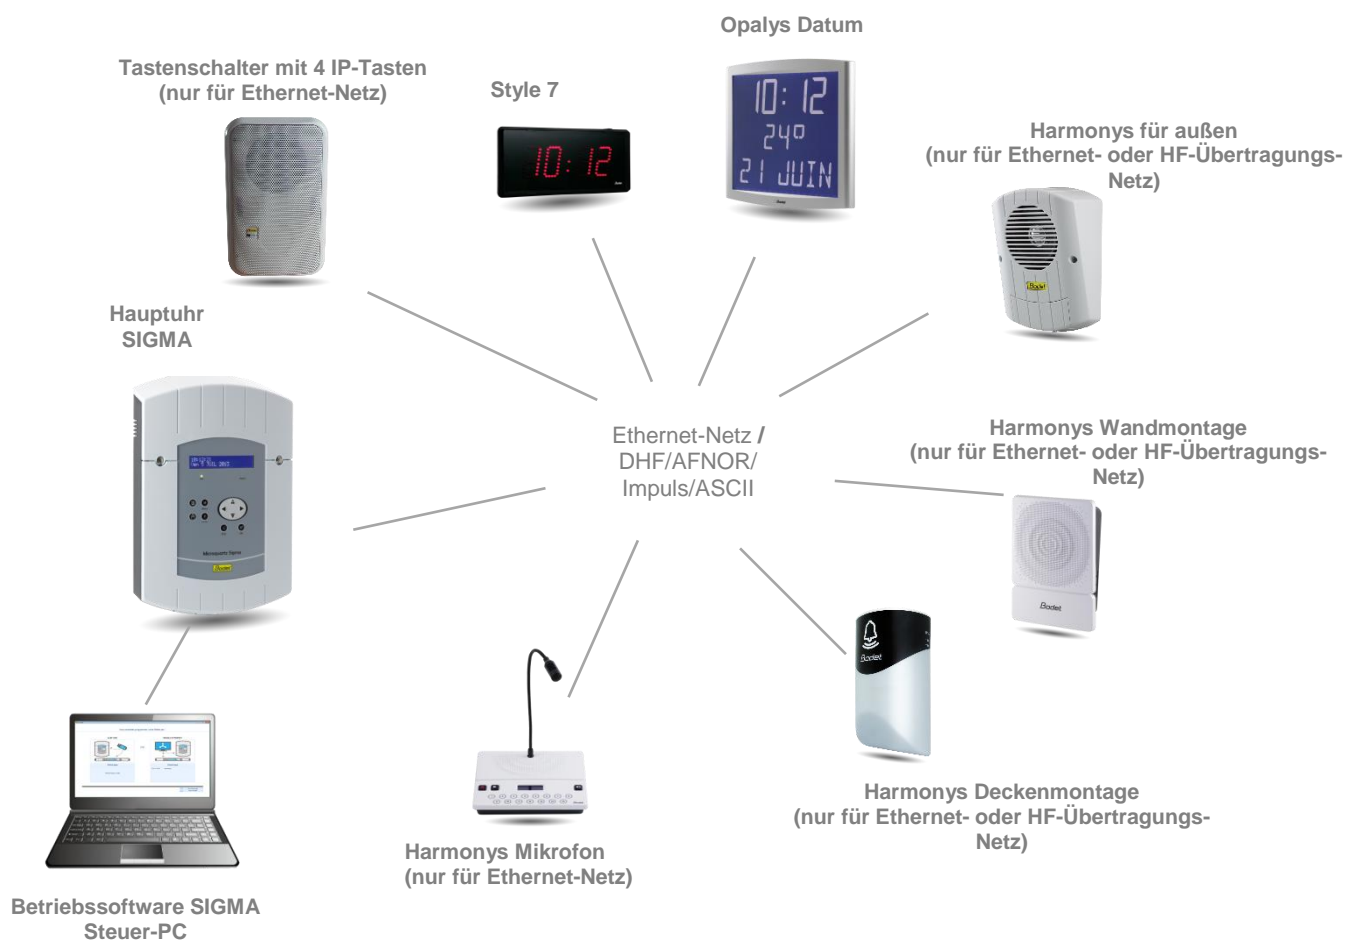 Opalys Datum
Tastenschalter mit 4 IP-Tasten
(nur für Ethernet-Netz)
Style 7
10:12
24°
21 JUIN
10:12
Harmonys für außen
(nur für Ethernet- oder HF-Übertragungs-
Netz)
Bodet
Hauptuhr
SIGMA
Ethernet-Netz /
DHF/AFNOR/
Impuls/ASCII
Harmonys Wandmontage
(nur für Ethernet- oder HF-Übertragungs-
Netz)
Bodet
Bodet
Bodet
Harmonys Deckenmontage
(nur für Ethernet- oder HF-Übertragungs-
Netz)
Harmonys Mikrofon
(nur für Ethernet-Netz)
Betriebssoftware SIGMA
Steuer-PC